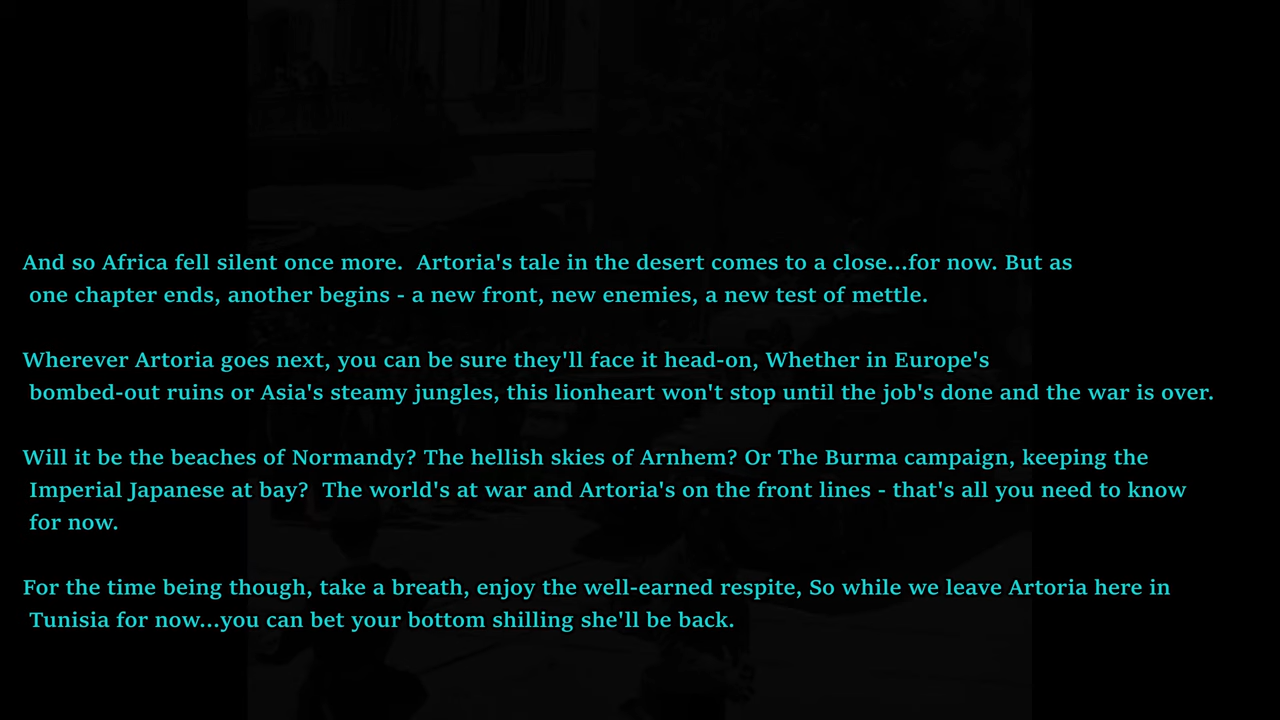 And so Africa fell silent once more.  Artoria's tale in the desert comes to a close...for now. But as
one chapter ends, another begins - a new front, new enemies, a new test of mettle.
Wherever Artoria goes next, you can be sure they'll face it head-on, Whether in Europe's
bombed-out ruins or Asia's steamy jungles, this lionheart won't stop until the job's done and the war is over.
Will it be the beaches of Normandy? The hellish skies of Arnhem? Or The Burma campaign, keeping the
Imperial Japanese at bay?  The world's at war and Artoria's on the front lines - that's all you need to know
for now.
For the time being though, take a breath, enjoy the well-earned respite, So while we leave Artoria here in
Tunisia for now...you can bet your bottom shilling she'll be back.